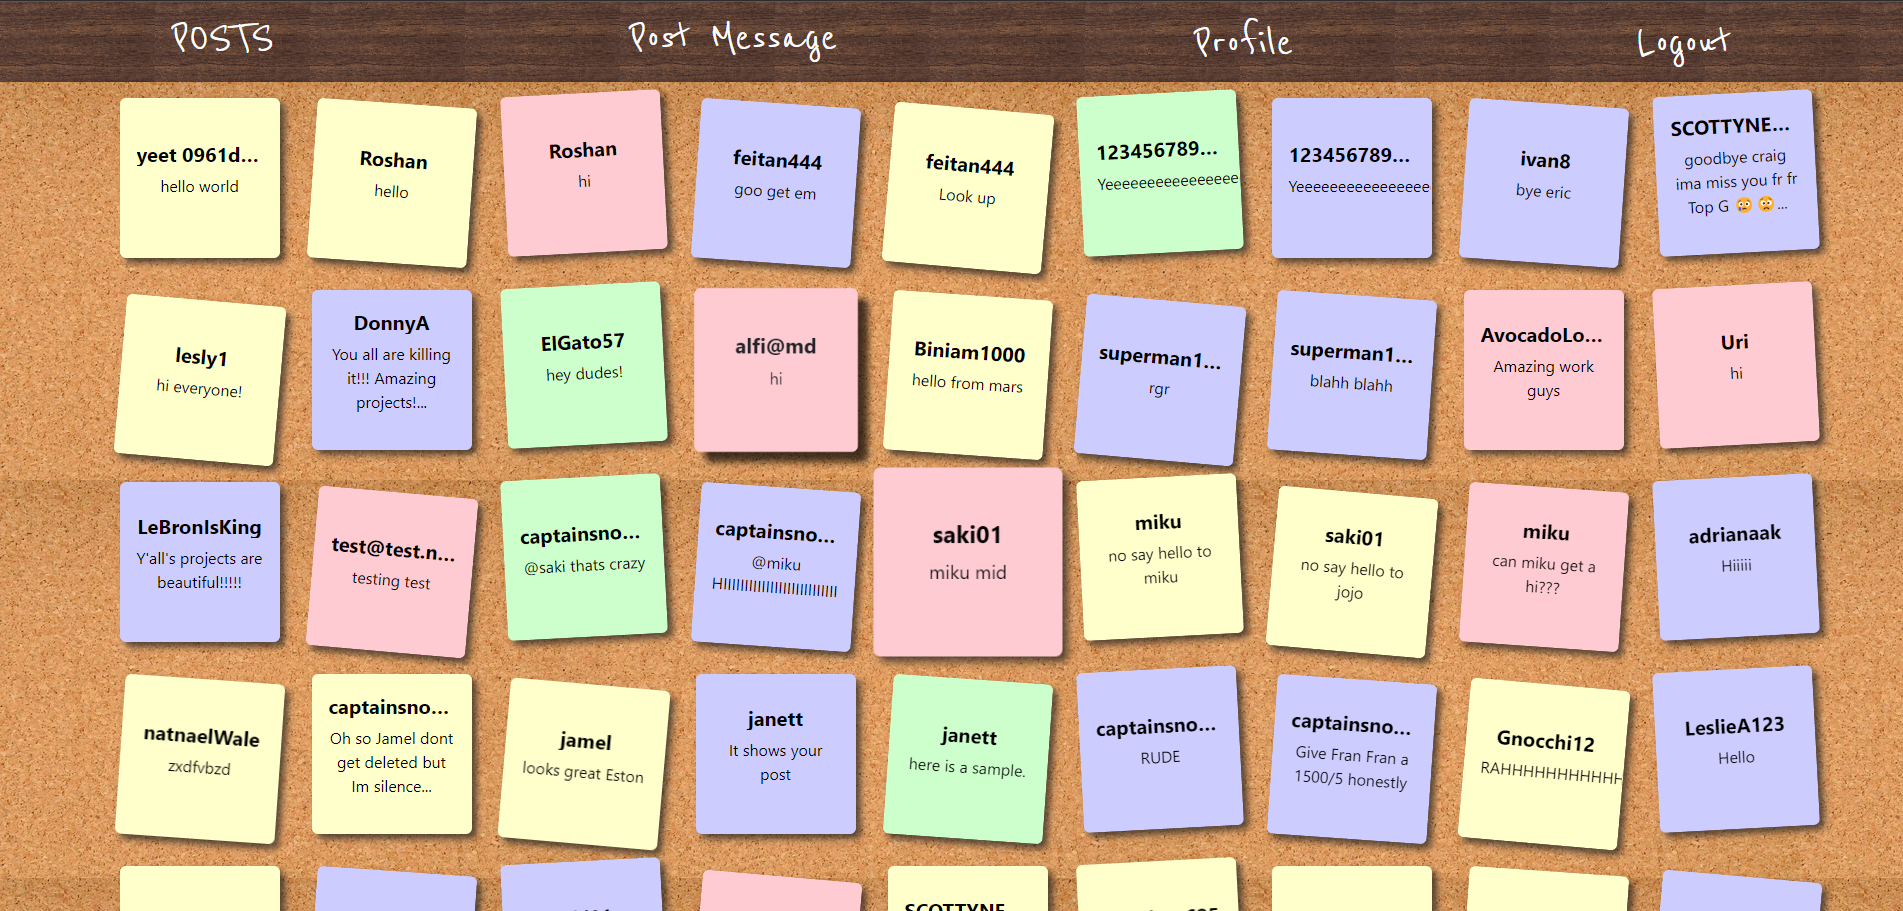 POSTS
Post Message
Profile
Logout
yeet 0961d...
hello world
Roshan
hello
Roshan
hi
feitan444
goo get em
feitan444
Look up
123456789...
Yeeeeeeeeeeeeeeee
123456789...
Yeeeeeeeeeeeeeeee
ivan8
bye eric
SCOTTYNE...
goodbye craig
ima miss you fr fr
Top G 😢 😳...
lesly1
hi everyone!
DonnyA
You all are killing
it!!! Amazing
projects!...
ElGato57
hey dudes!
alfi@md
hi
Biniam1000
hello from mars
superman1...
rgr
superman1...
blahh blahh
AvocadoLo...
Amazing work
guys
Uri
hi
LeBronIsKing
Y'all's projects are
beautiful!!!!!
test@test.n...
testing test
captainsno...
@saki thats crazy
captainsno...
@miku
HIIIIIIIIIIIIIIIIIIIIIIIIIII
saki01
miku mid
miku
no say hello to
miku
saki01
no say hello to
jojo
miku
can miku get a
hi???
adrianaak
Hiiiii
natnaelWale
zxdfvbzd
captainsno...
Oh so Jamel dont
get deleted but
Im silence...
jamel
looks great Eston
janett
It shows your
post
janett
here is a sample.
captainsno...
RUDE
captainsno...
Give Fran Fran a
1500/5 honestly
Gnocchi12
RAHHHHHHHHHHH
LeslieA123
Hello